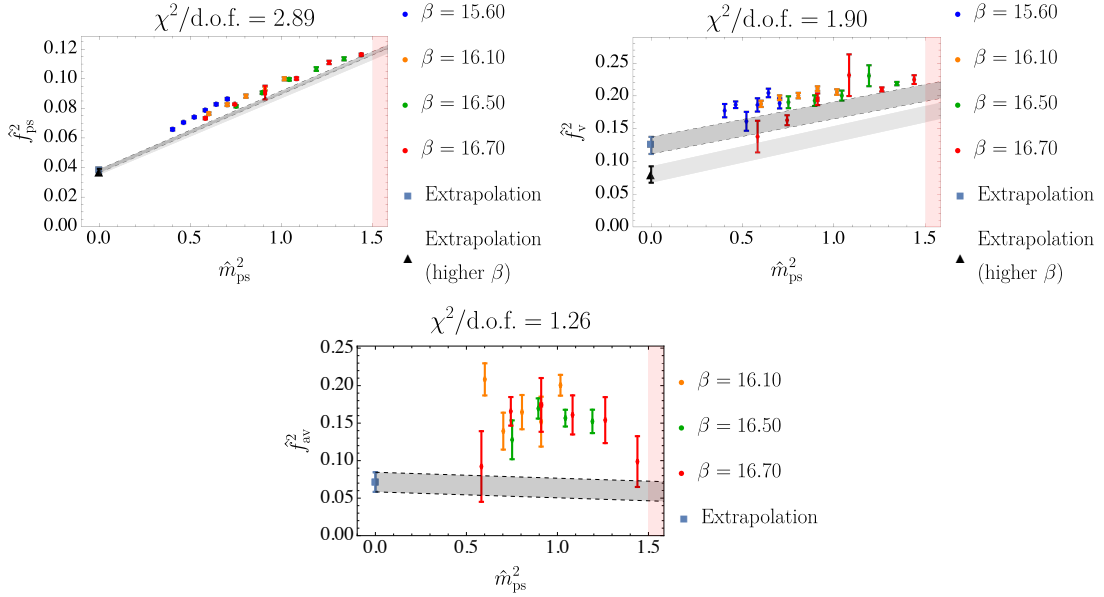 χ²/d.o.f. = 2.89
f̂²ps
0.12
0.10
0.08
0.06
0.04
0.02
0.00
0.0 0.5 1.0 1.5
m̂²ps
β = 15.60
β = 16.10
β = 16.50
β = 16.70
Extrapolation
Extrapolation
(higher β)
χ²/d.o.f. = 1.90
f̂²v
0.25
0.20
0.15
0.10
0.05
0.00
0.0 0.5 1.0 1.5
m̂²ps
β = 15.60
β = 16.10
β = 16.50
β = 16.70
Extrapolation
Extrapolation
(higher β)
χ²/d.o.f. = 1.26
f̂²av
0.25
0.20
0.15
0.10
0.05
0.00
0.0 0.5 1.0 1.5
m̂²ps
β = 16.10
β = 16.50
β = 16.70
Extrapolation